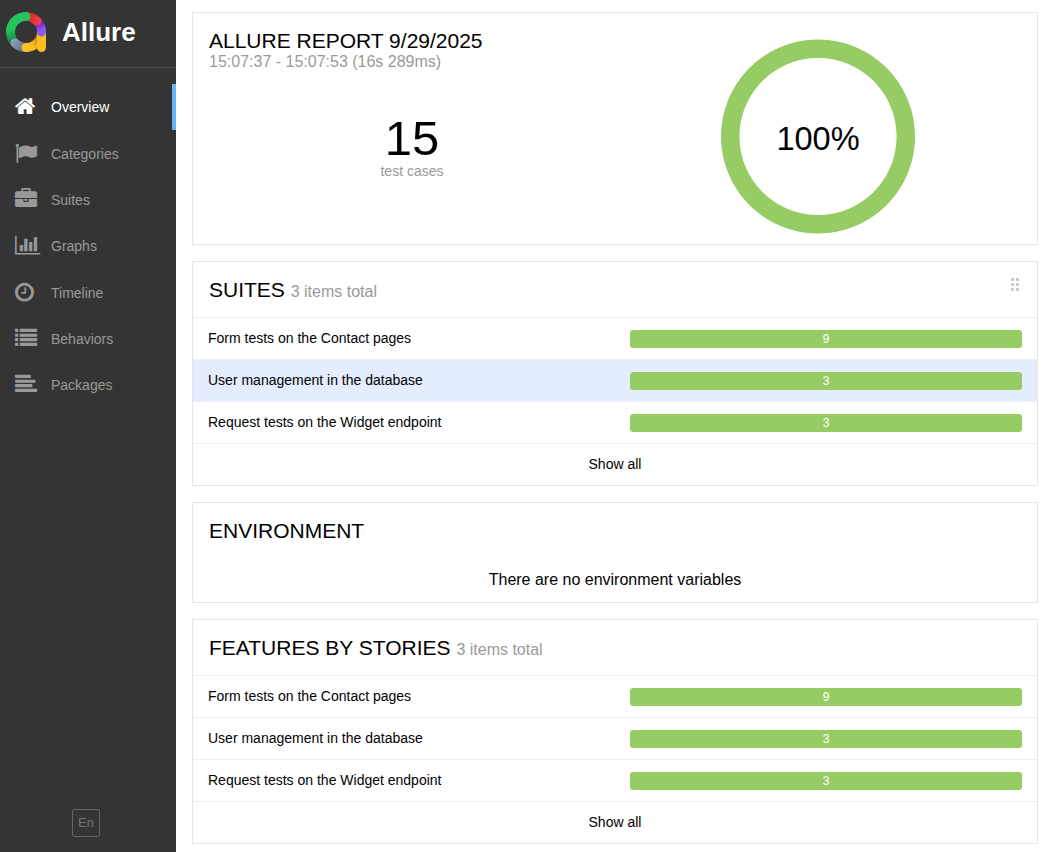 Allure
Overview
Categories
Suites
Graphs
Timeline
Behaviors
Packages
En
ALLURE REPORT 9/29/2025
15:07:37 - 15:07:53 (16s 289ms)
15
test cases
100%
SUITES 3 items total
Form tests on the Contact pages 9
User management in the database 3
Request tests on the Widget endpoint 3
Show all
ENVIRONMENT
There are no environment variables
FEATURES BY STORIES 3 items total
Form tests on the Contact pages 9
User management in the database 3
Request tests on the Widget endpoint 3
Show all